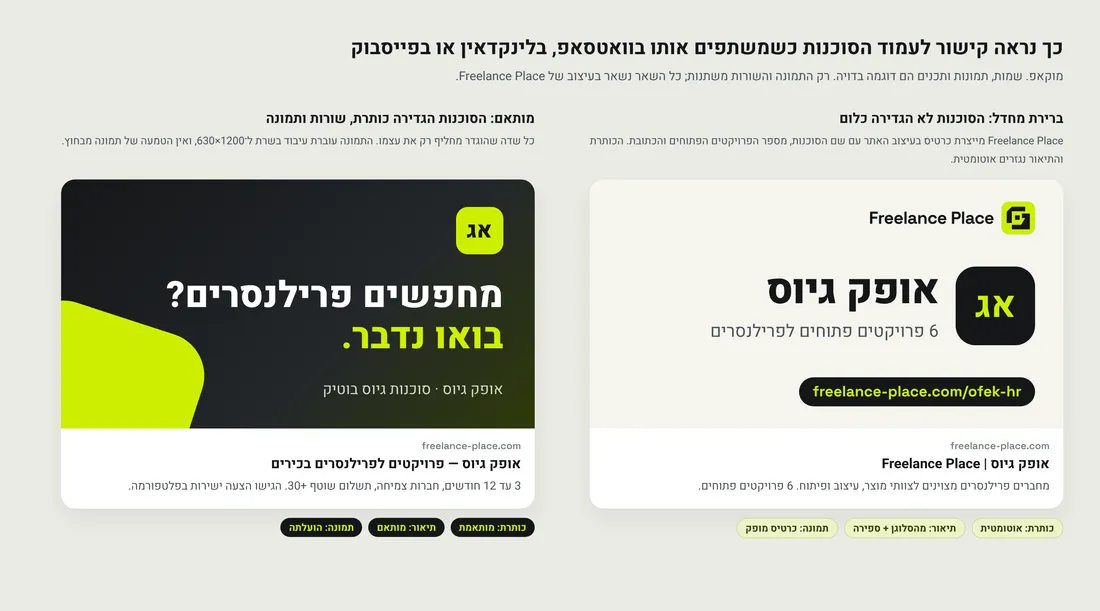 כך נראה קישור לעמוד הסוכנות כשמשתפים אותו בוואטסאפ, בלינקדאין או בפייסבוק
מוקאפ. שמות, תמונות ותכנים הם דוגמה בדויה. רק התמונה והשורות משתנות; כל השאר נשאר בעיצוב של Freelance Place.
ברירת מחדל: הסוכנות לא הגדירה כלום
Freelance Place מייצרת כרטיס בעיצוב האתר עם שם הסוכנות, מספר הפרויקטים הפתוחים והכתובת. הכותרת
והתיאור נגזרים אוטומטית.
Freelance Place
אג
אופק גיוס
6 פרויקטים פתוחים לפרילנסרים
freelance-place.com/ofek-hr
freelance-place.com
אופק גיוס | Freelance Place
מחברים פרילנסרים מצוינים לצוותי מוצר, עיצוב ופיתוח. 6 פרויקטים פתוחים.
כותרת: אוטומטית
תיאור: מהסלוגן + ספירה
תמונה: כרטיס מופק
מותאם: הסוכנות הגדירה כותרת, שורות ותמונה
כל שדה שהוגדר מחליף רק את עצמו. התמונה עוברת עיבוד בשרת ל־1200×630, ואין הטמעה של תמונה מבחוץ.
אג
מחפשים פרילנסרים?
בואו נדבר.
אופק גיוס · סוכנות גיוס בוטיק
freelance-place.com
אופק גיוס — פרויקטים לפרילנסרים בכירים
3 עד 12 חודשים, חברות צמיחה, תשלום שוטף +30. הגישו הצעה ישירות בפלטפורמה.
כותרת: מותאמת
תיאור: מותאם
תמונה: הועלתה